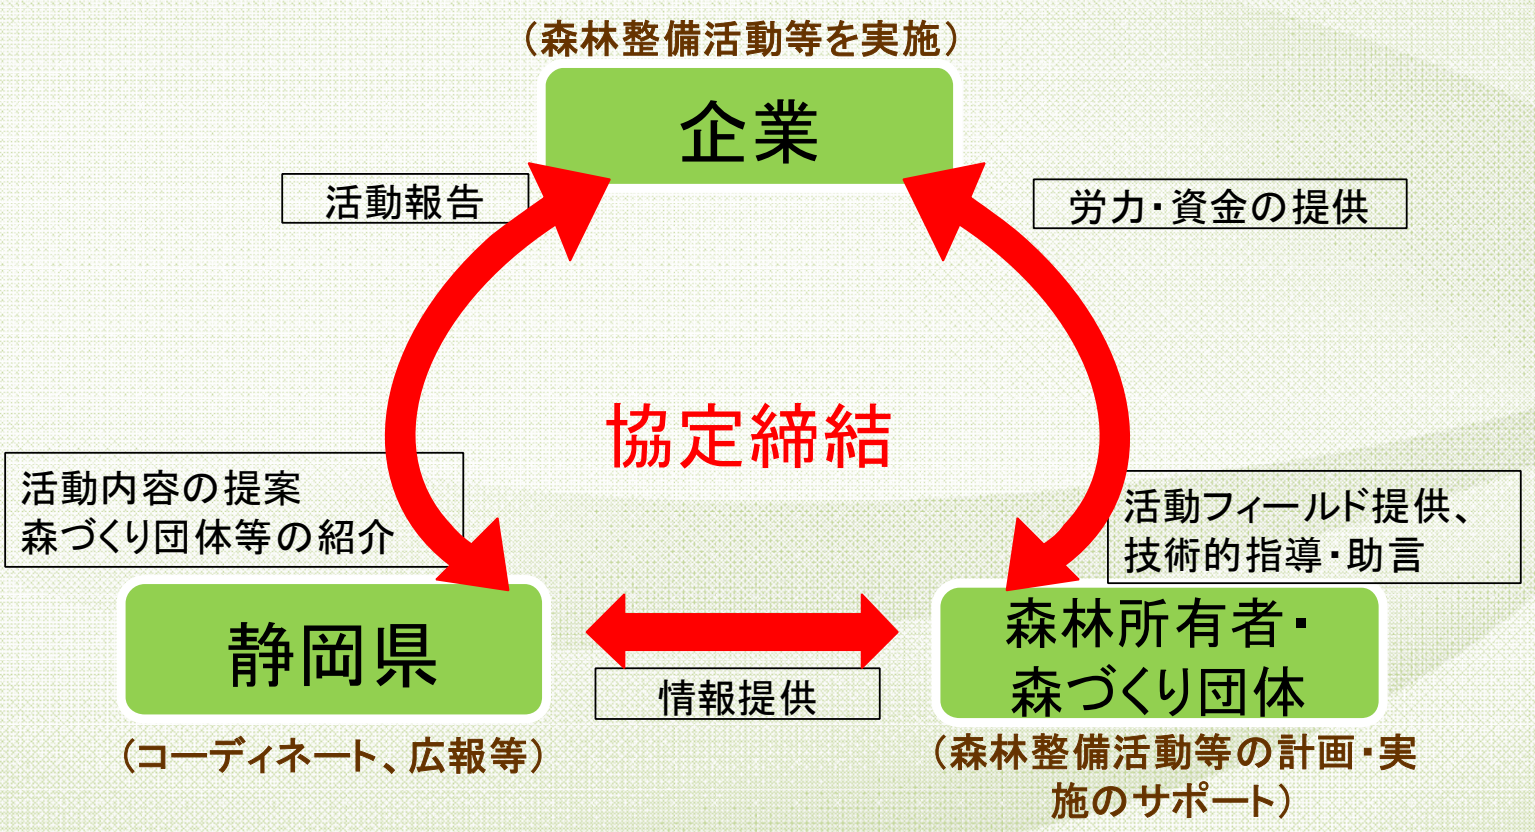 （森林整備活動等を実施）
企業
活動報告
労力・資金の提供
協定締結
活動内容の提案
森づくり団体等の紹介
活動フィールド提供、
技術的指導・助言
静岡県
森林所有者・
森づくり団体
情報提供
（コーディネート、広報等）
（森林整備活動等の計画・実
施のサポート）